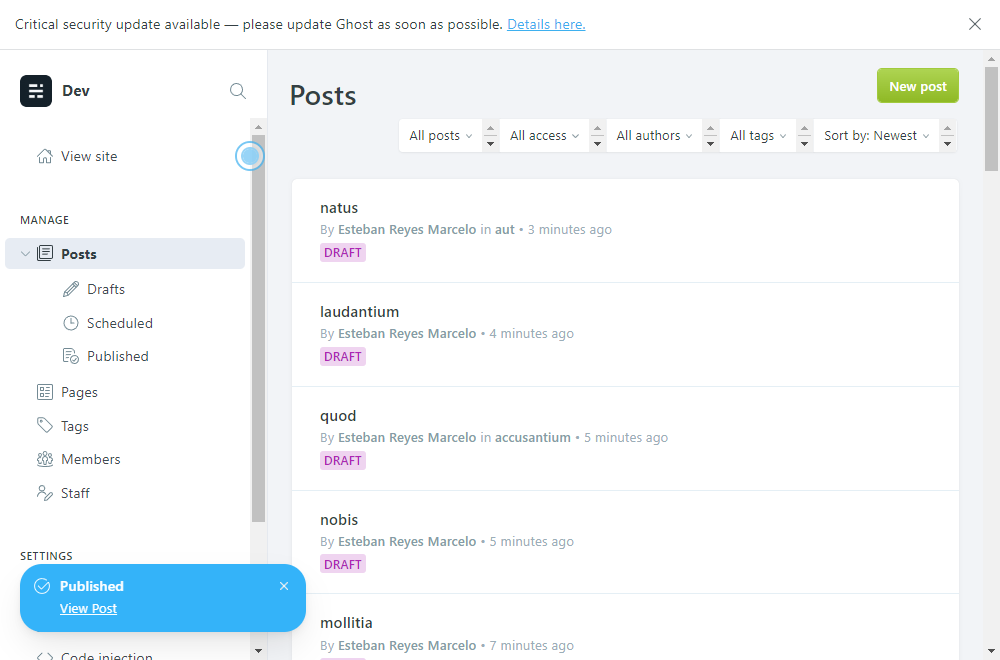 Critical security update available — please update Ghost as soon as possible. Details here.
Dev
View site
MANAGE
Posts
Drafts
Scheduled
Published
Pages
Tags
Members
Staff
SETTINGS
Code injection
Published
View Post
Posts
New post
All posts
All access
All authors
All tags
Sort by: Newest
natus
By Esteban Reyes Marcelo in aut • 3 minutes ago
DRAFT
laudantium
By Esteban Reyes Marcelo • 4 minutes ago
DRAFT
quod
By Esteban Reyes Marcelo in accusantium • 5 minutes ago
DRAFT
nobis
By Esteban Reyes Marcelo • 5 minutes ago
DRAFT
mollitia
By Esteban Reyes Marcelo • 7 minutes ago